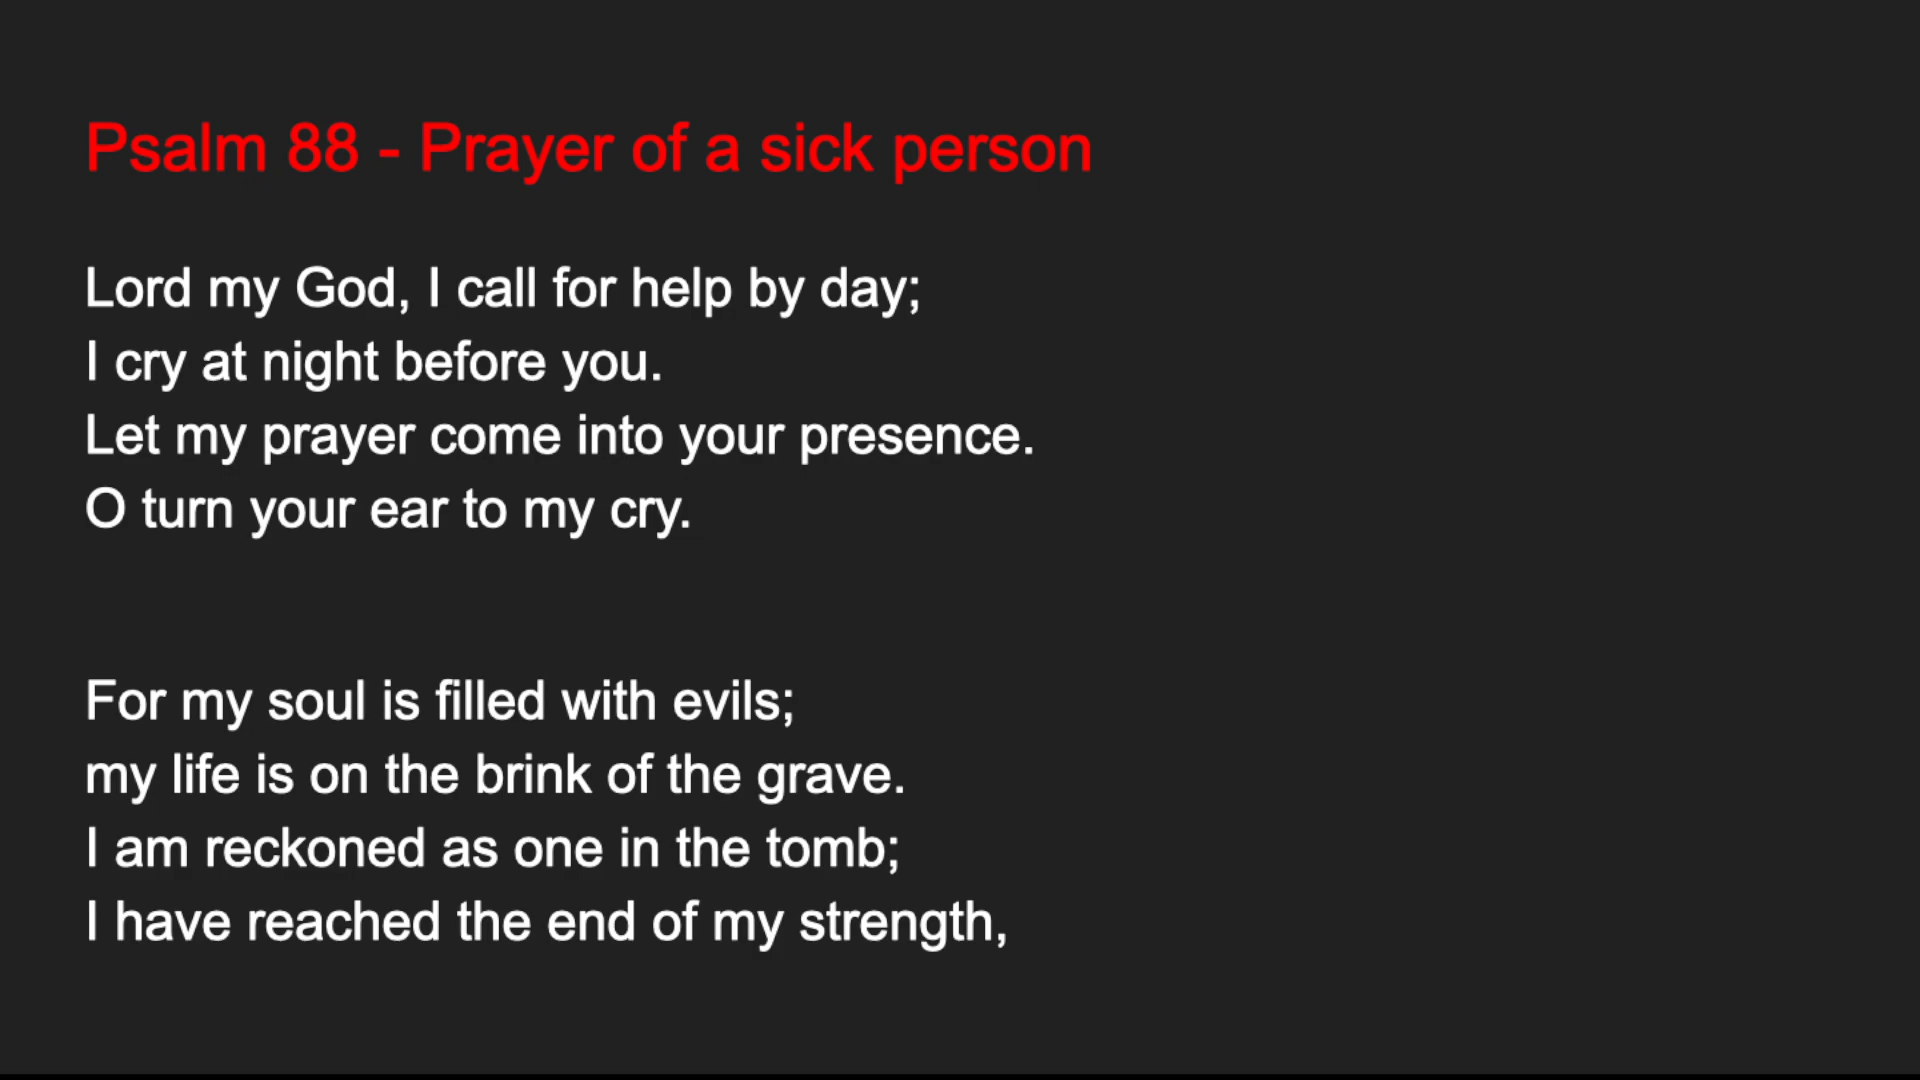 Psalm 88 - Prayer of a sick person
Lord my God, I call for help by day;
I cry at night before you.
Let my prayer come into your presence.
O turn your ear to my cry.
For my soul is filled with evils;
my life is on the brink of the grave.
I am reckoned as one in the tomb;
I have reached the end of my strength,